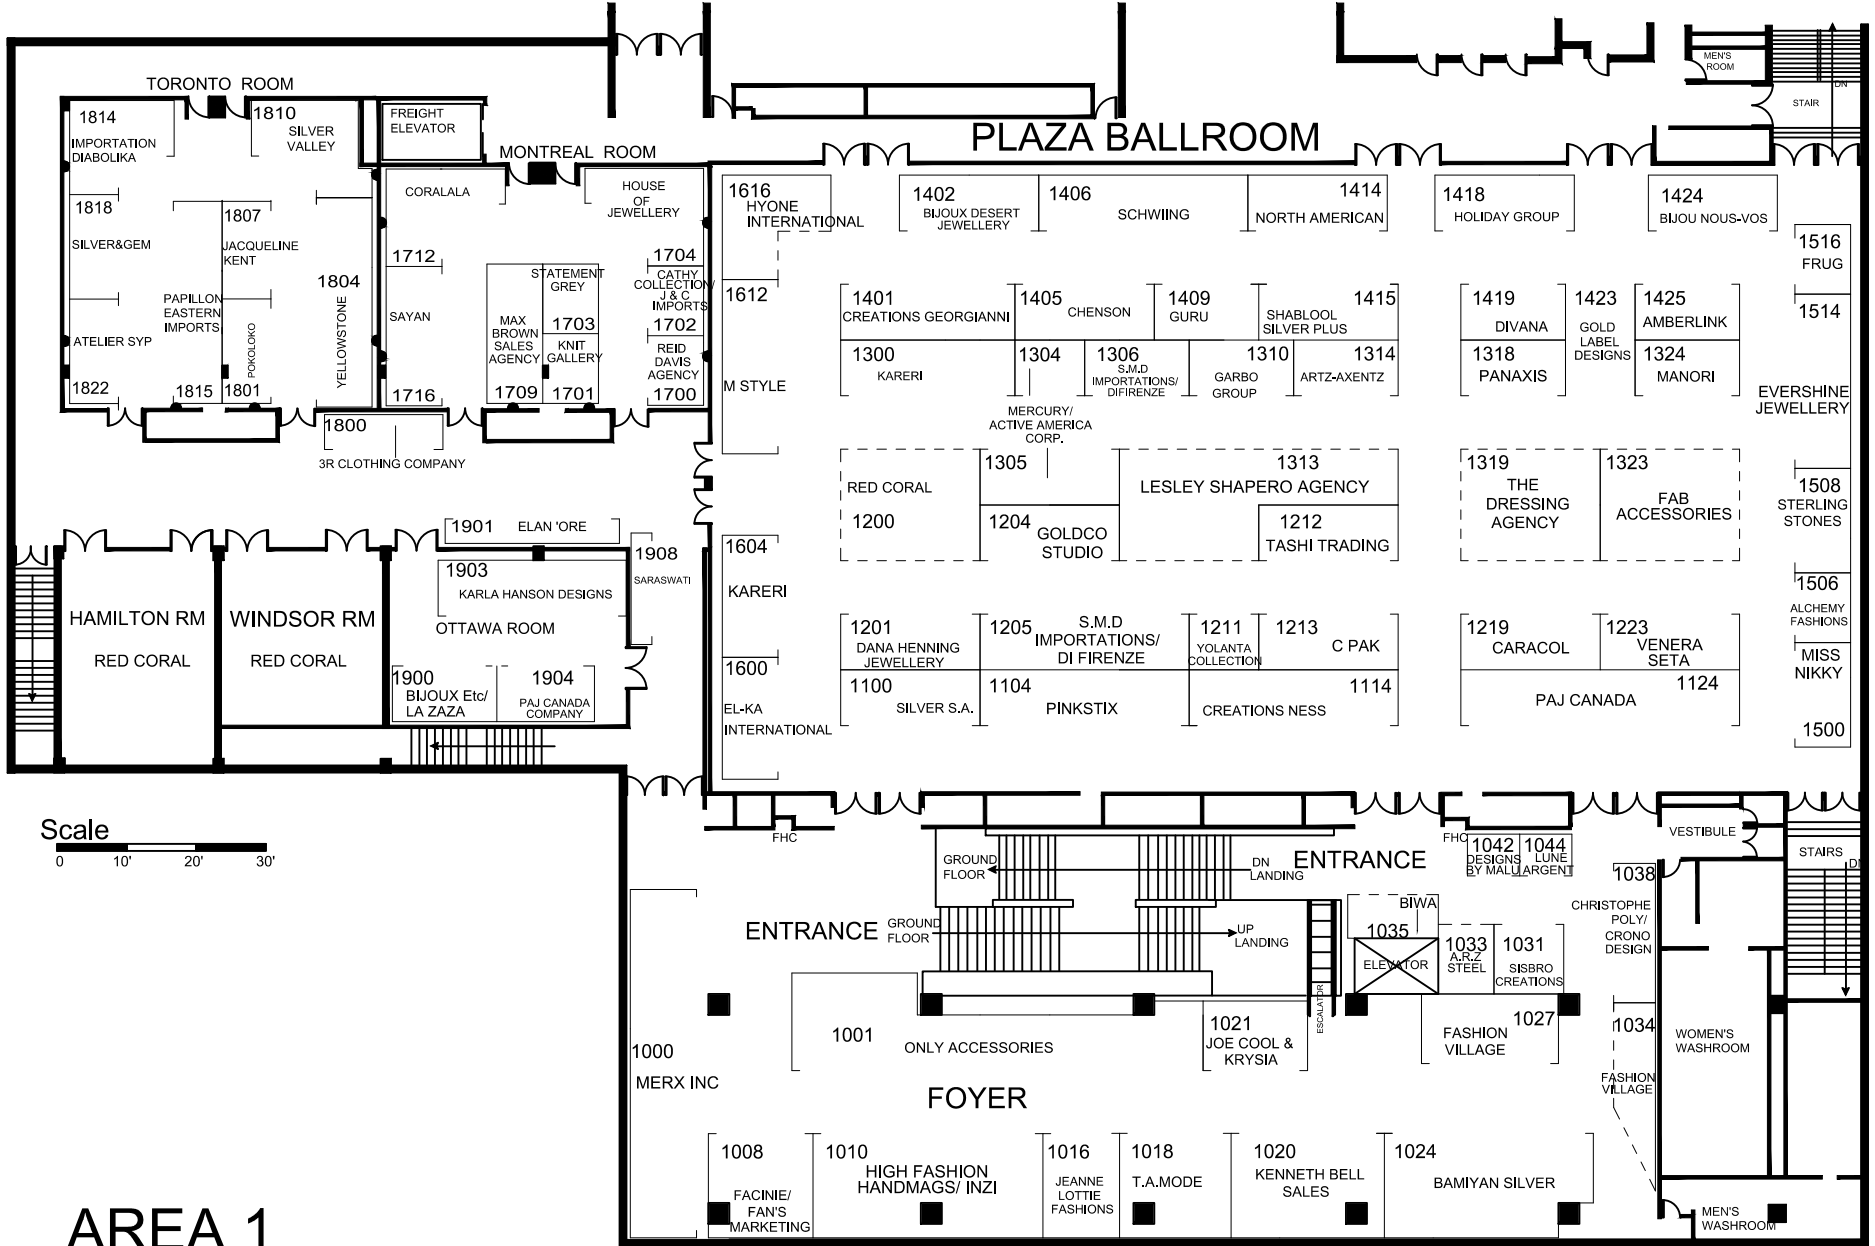 TORONTO ROOM
1814
IMPORTATION
DIABOLIKA
1810
SILVER
VALLEY
1818
SILVER&GEM
1807
JACQUELINE
KENT
1804
YELLOWSTONE
PAPILLON
EASTERN
IMPORTS
ATELIER SYP
POKOLOKO
1822
1815
1801
1800
3R CLOTHING COMPANY
FREIGHT
ELEVATOR
MONTREAL ROOM
CORALALA
HOUSE
OF
JEWELLERY
1712
1704
CATHY
COLLECTION/
J & C
IMPORTS
STATEMENT
GREY
SAYAN
MAX
BROWN
SALES
AGENCY
1703
KNIT
GALLERY
1702
REID
DAVIS
AGENCY
1716
1709
1701
1700
PLAZA BALLROOM
MEN'S
ROOM
STAIR
DN
1616
HYONE
INTERNATIONAL
1402
BIJOUX DESERT
JEWELLERY
1406
SCHWIING
1414
NORTH AMERICAN
1418
HOLIDAY GROUP
1424
BIJOU NOUS-VOS
1516
FRUG
1612
M STYLE
1401
CREATIONS GEORGIANNI
1405
CHENSON
1409
GURU
1415
SHABLOOL
SILVER PLUS
1419
DIVANA
1423
GOLD
LABEL
DESIGNS
1425
AMBERLINK
1514
EVERSHINE
JEWELLERY
1300
KARERI
1304
MERCURY/
ACTIVE AMERICA
CORP.
1306
S.M.D
IMPORTATIONS/
DIFIRENZE
1310
GARBO
GROUP
1314
ARTZ-AXENTZ
1318
PANAXIS
1324
MANORI
RED CORAL
1200
1305
1313
LESLEY SHAPERO AGENCY
1204
GOLDCO
STUDIO
1212
TASHI TRADING
1319
THE
DRESSING
AGENCY
1323
FAB
ACCESSORIES
1508
STERLING
STONES
1901
ELAN 'ORE
1908
SARASWATI
1903
KARLA HANSON DESIGNS
HAMILTON RM
RED CORAL
WINDSOR RM
RED CORAL
OTTAWA ROOM
1900
BIJOUX Etc/
LA ZAZA
1904
PAJ CANADA
COMPANY
1604
KARERI
1600
EL-KA
INTERNATIONAL
1201
DANA HENNING
JEWELLERY
1205
S.M.D
IMPORTATIONS/
DI FIRENZE
1211
YOLANTA
COLLECTION
1213
C PAK
1219
CARACOL
1223
VENERA
SETA
1506
ALCHEMY
FASHIONS
MISS
NIKKY
1500
1100
SILVER S.A.
1104
PINKSTIX
1114
CREATIONS NESS
PAJ CANADA
1124
Scale
0 10' 20' 30'
FHC
GROUND
FLOOR
DN
LANDING
ENTRANCE
FHC
1042
DESIGNS
BY MALU
1044
LUNE
ARGENT
VESTIBULE
STAIRS
DN
ENTRANCE
GROUND
FLOOR
UP
LANDING
ESCALATOR
BIWA
1035
ELEVATOR
1033
A.R.Z
STEEL
1031
SISBRO
CREATIONS
1038
CHRISTOPHE
POLY/
CRONO
DESIGN
1000
MERX INC
1001
ONLY ACCESSORIES
1021
JOE COOL &
KRYSIA
1027
FASHION
VILLAGE
1034
FASHION
VILLAGE
WOMEN'S
WASHROOM
FOYER
1008
FACINIE/
FAN'S
MARKETING
1010
HIGH FASHION
HANDMAGS/ INZI
1016
JEANNE
LOTTIE
FASHIONS
1018
T.A.MODE
1020
KENNETH BELL
SALES
1024
BAMIYAN SILVER
MEN'S
WASHROOM
AREA 1